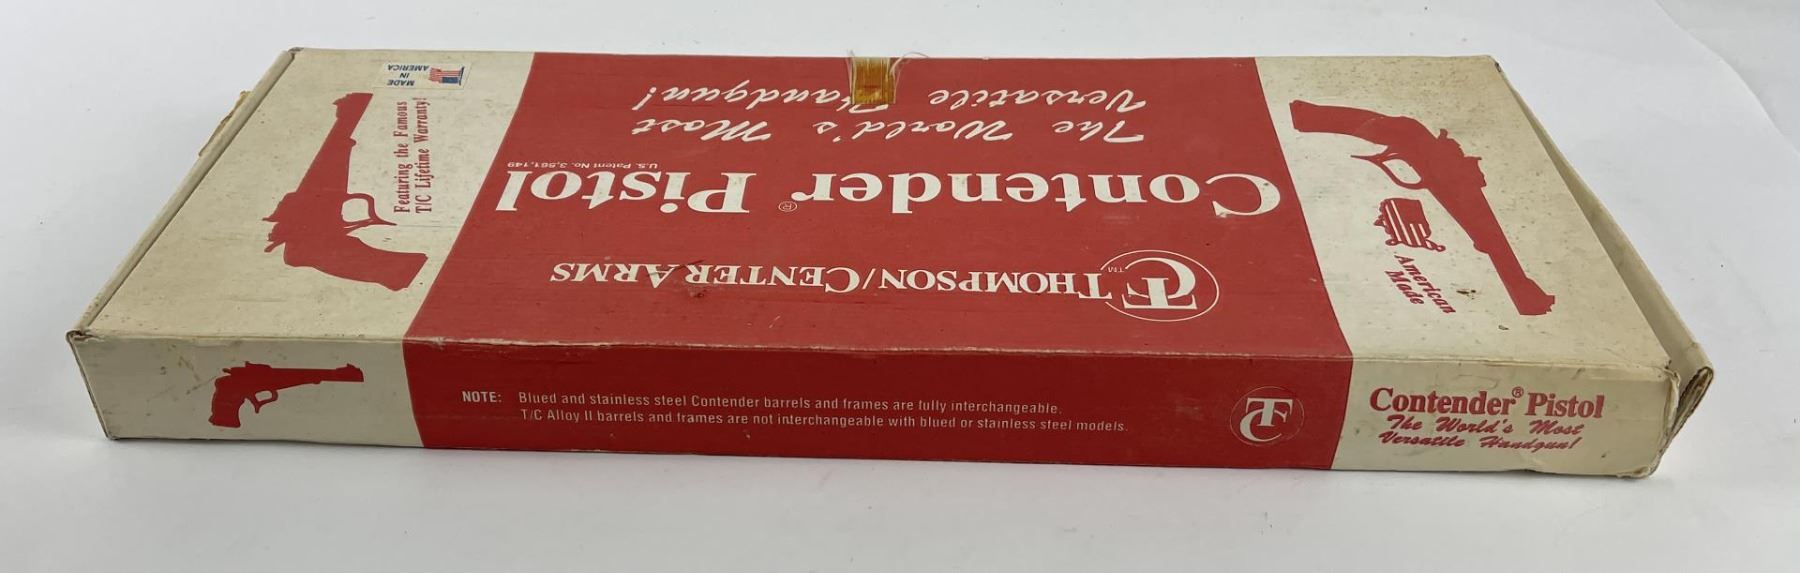 MADE
IN
AMERICA
Featuring the Famous
T/C Lifetime Warranty!
TC THOMPSON/CENTER ARMS
TM
Contender® Pistol
U.S. Patent No. 3,561,149
The World's Most
Versatile Handgun!
American
Made
NOTE: Blued and stainless steel Contender barrels and frames are fully interchangeable.
T/C Alloy II barrels and frames are not interchangeable with blued or stainless steel models.
TC
Contender® Pistol
The World's Most
Versatile Handgun!